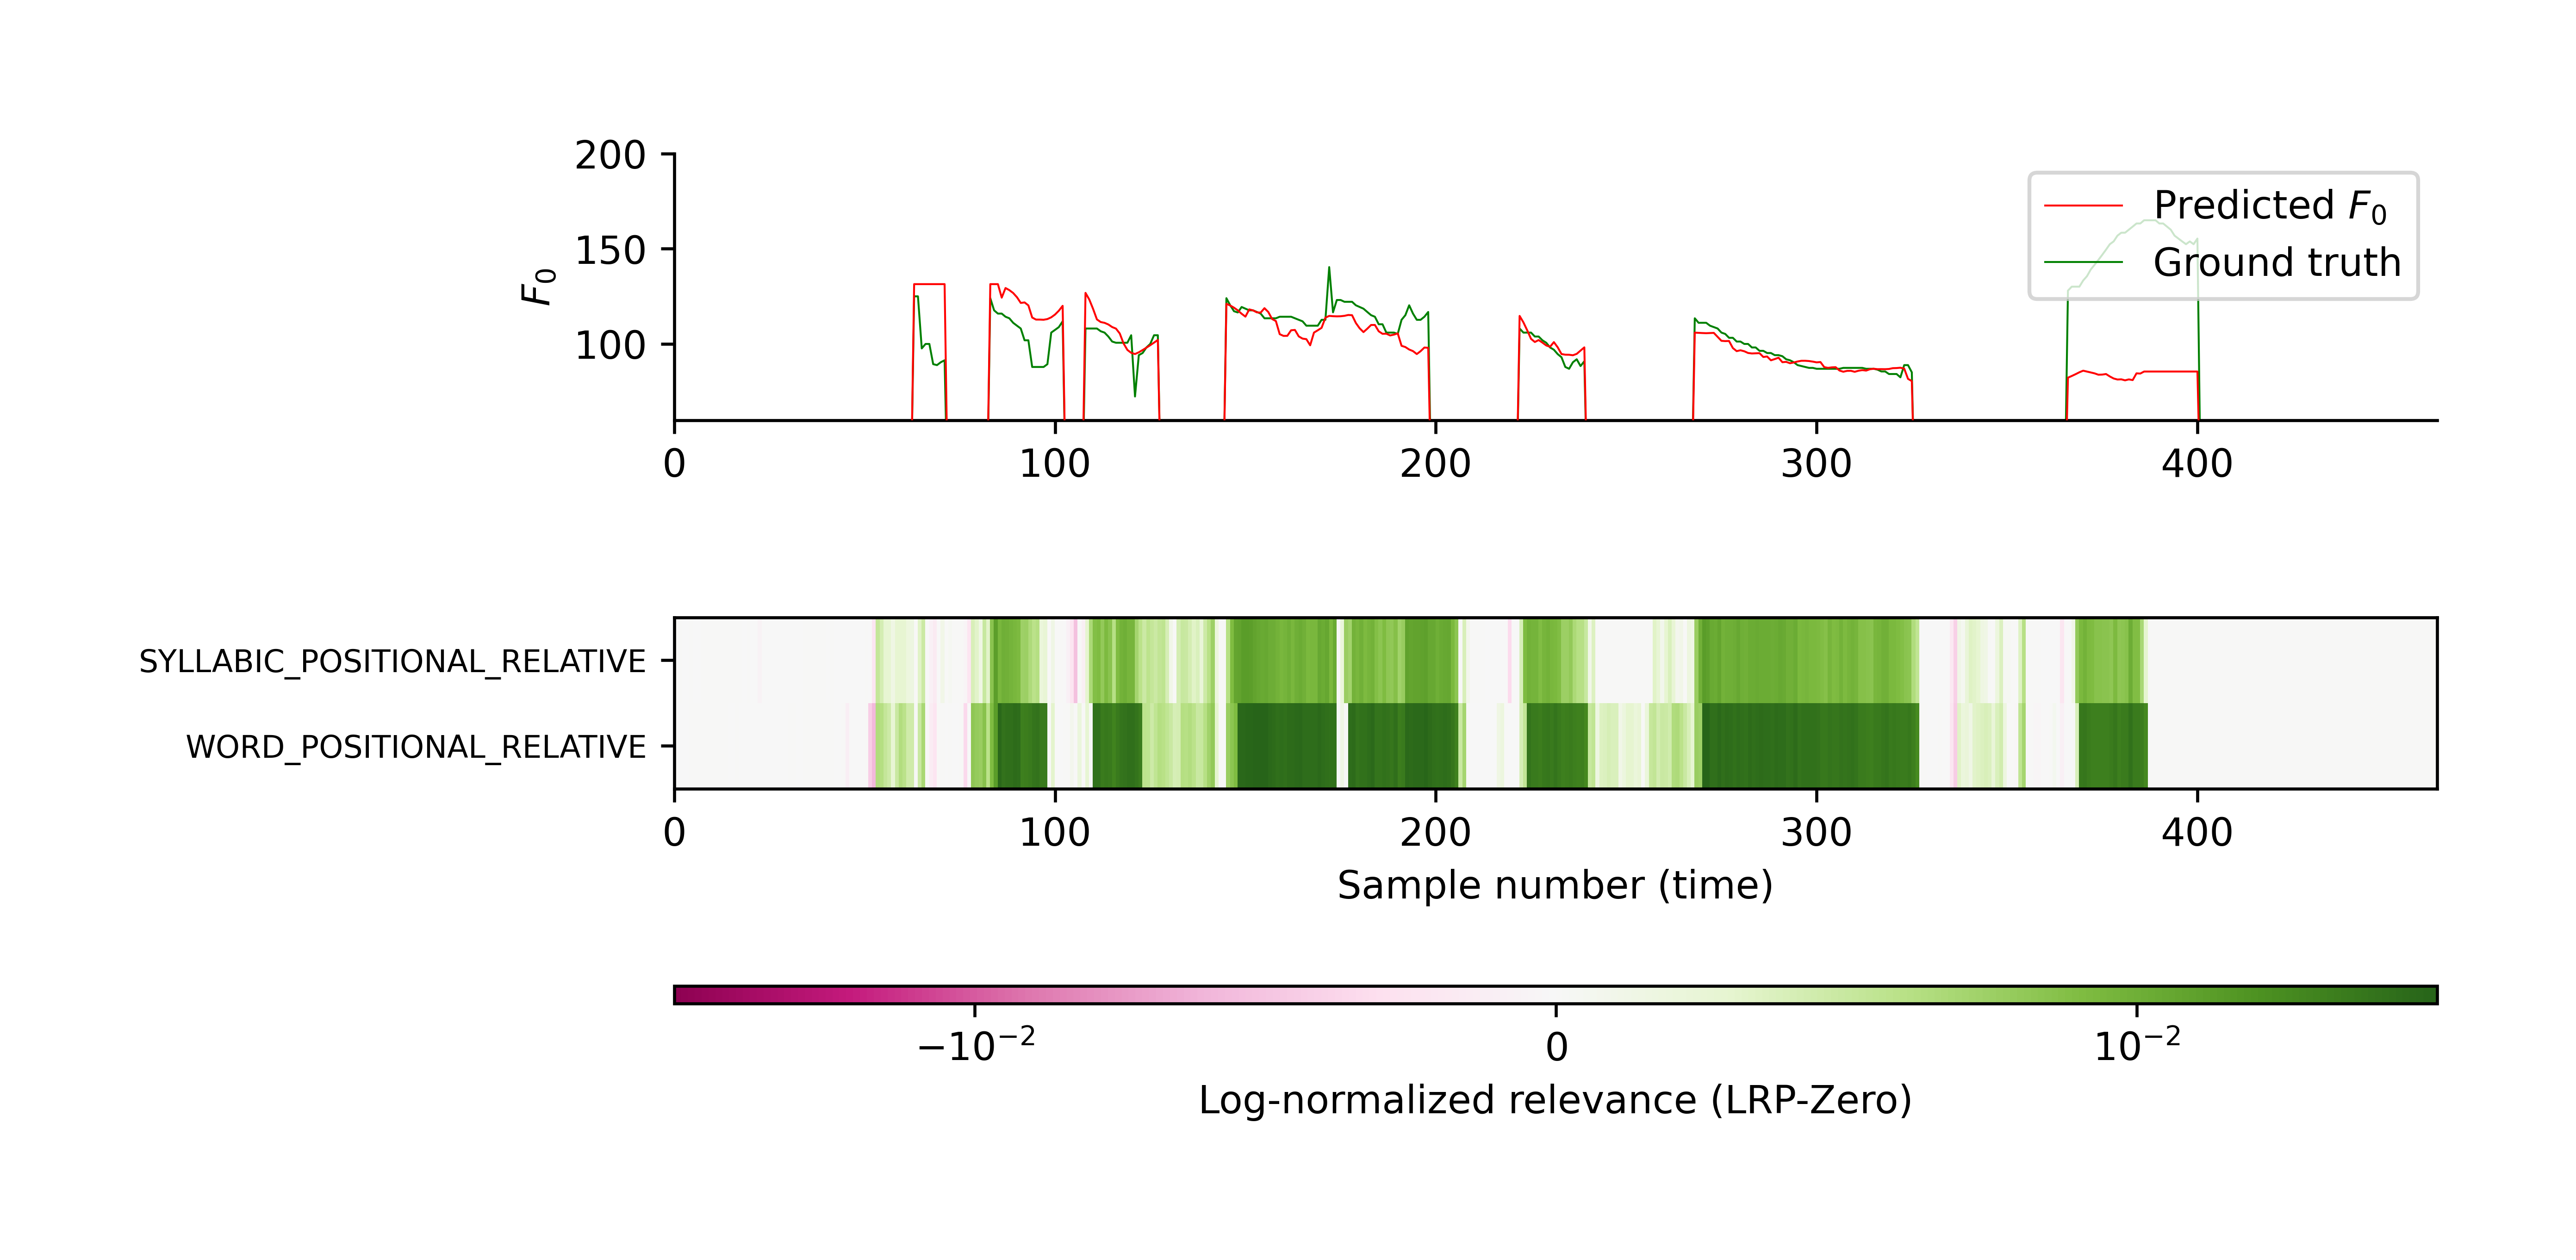 200
150
100
F₀
Predicted F₀
Ground truth
0 100 200 300 400
SYLLABIC_POSITIONAL_RELATIVE
WORD_POSITIONAL_RELATIVE
0 100 200 300 400
Sample number (time)
−10⁻² 0 10⁻²
Log-normalized relevance (LRP-Zero)